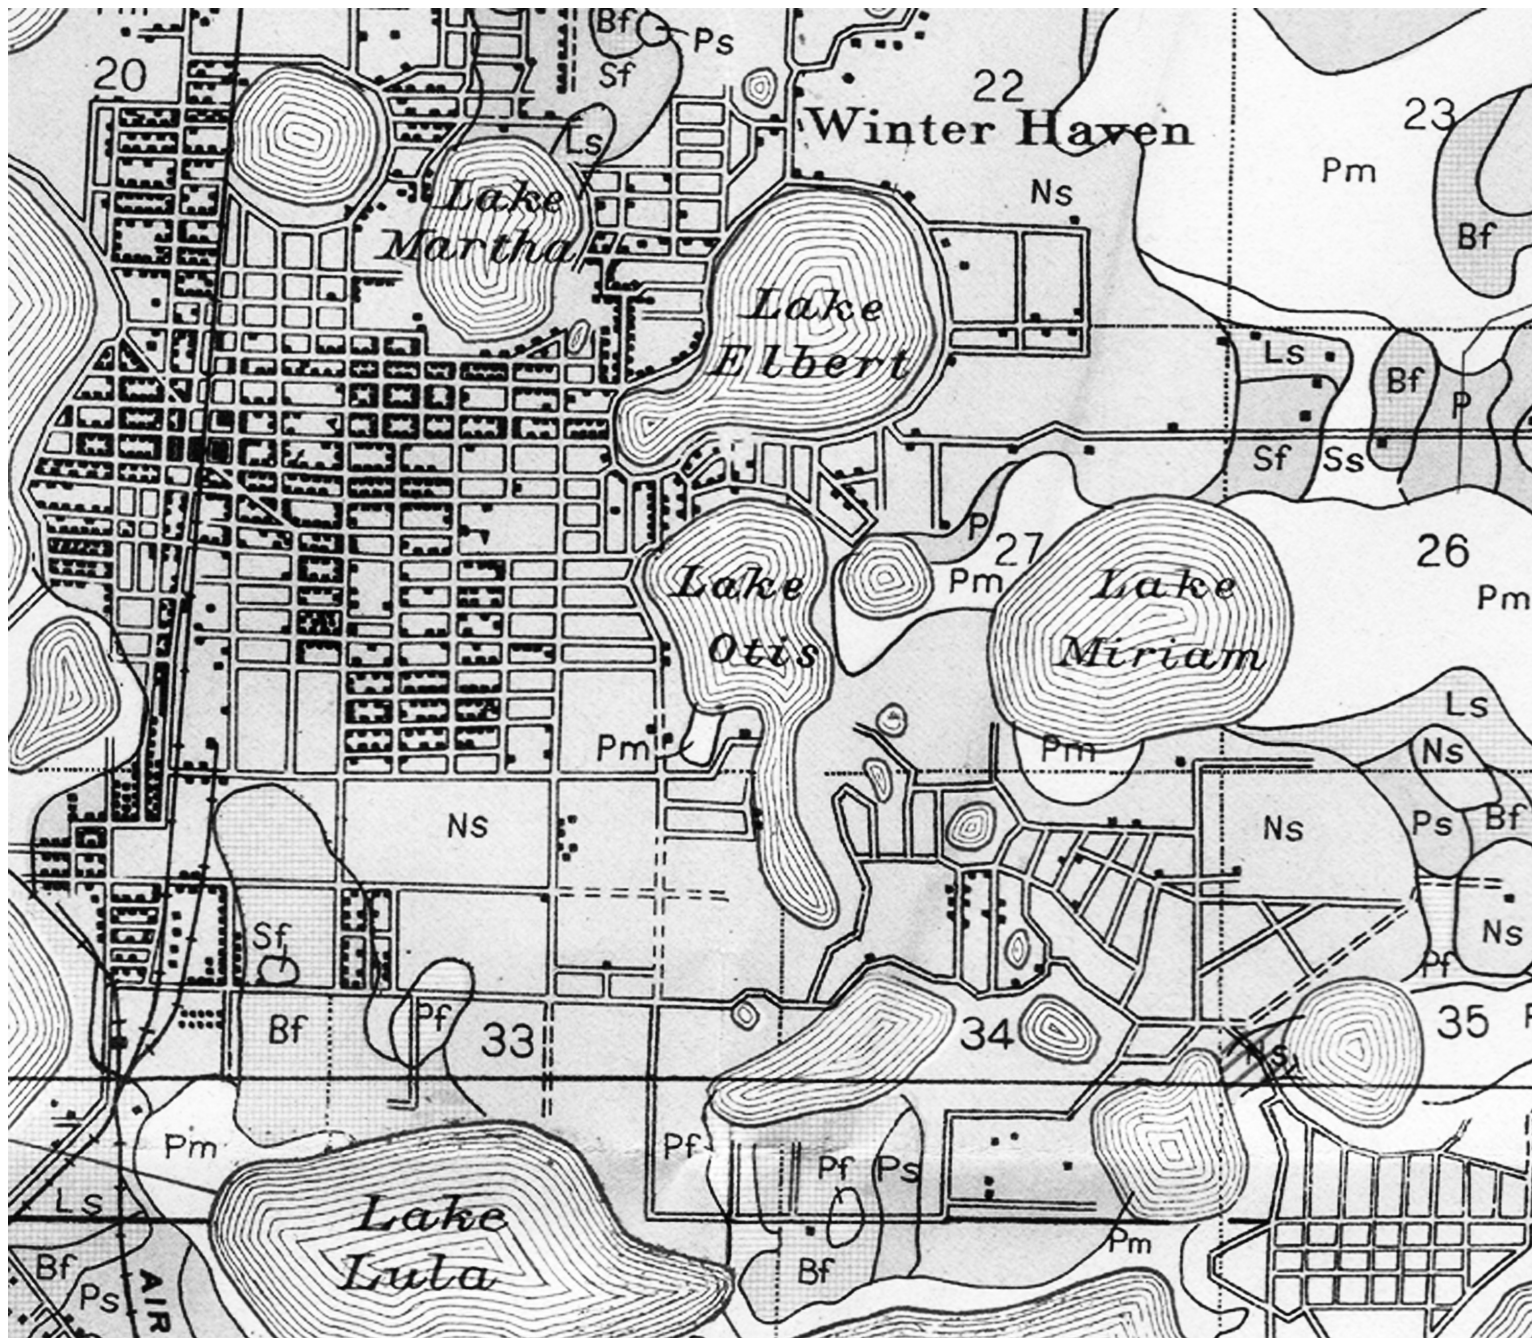 Bf
Ps
Sf
20
22
23
Winter Haven
Ls
Pm
Lake
Martha
Ns
Bf
Lake
Elbert
Ls
Bf
P
Sf
Ss
P
27
26
Lake
Otis
Pm
Lake
Miriam
Pm
Ls
Pm
Pm
Ns
Ns
Ns
Ps
Bf
Sf
Ns
Pf
Bf
Pf
33
34
35
Ns
Pm
Pf
Pf
Ps
Ls
Lake
Lula
Pm
Bf
Bf
Ps
AIR